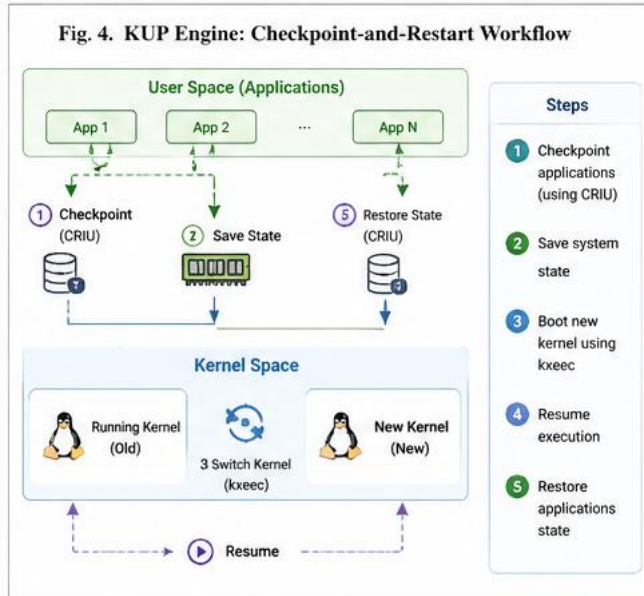 Fig. 4. KUP Engine: Checkpoint-and-Restart Workflow
User Space (Applications)
App 1
App 2
...
App N
1 Checkpoint
(CRIU)
2 Save State
5 Restore State
(CRIU)
Kernel Space
Running Kernel
(Old)
3 Switch Kernel
(kxeec)
New Kernel
(New)
Resume
Steps
1 Checkpoint
applications
(using CRIU)
2 Save system
state
3 Boot new
kernel using
kxeec
4 Resume
execution
5 Restore
applications
state